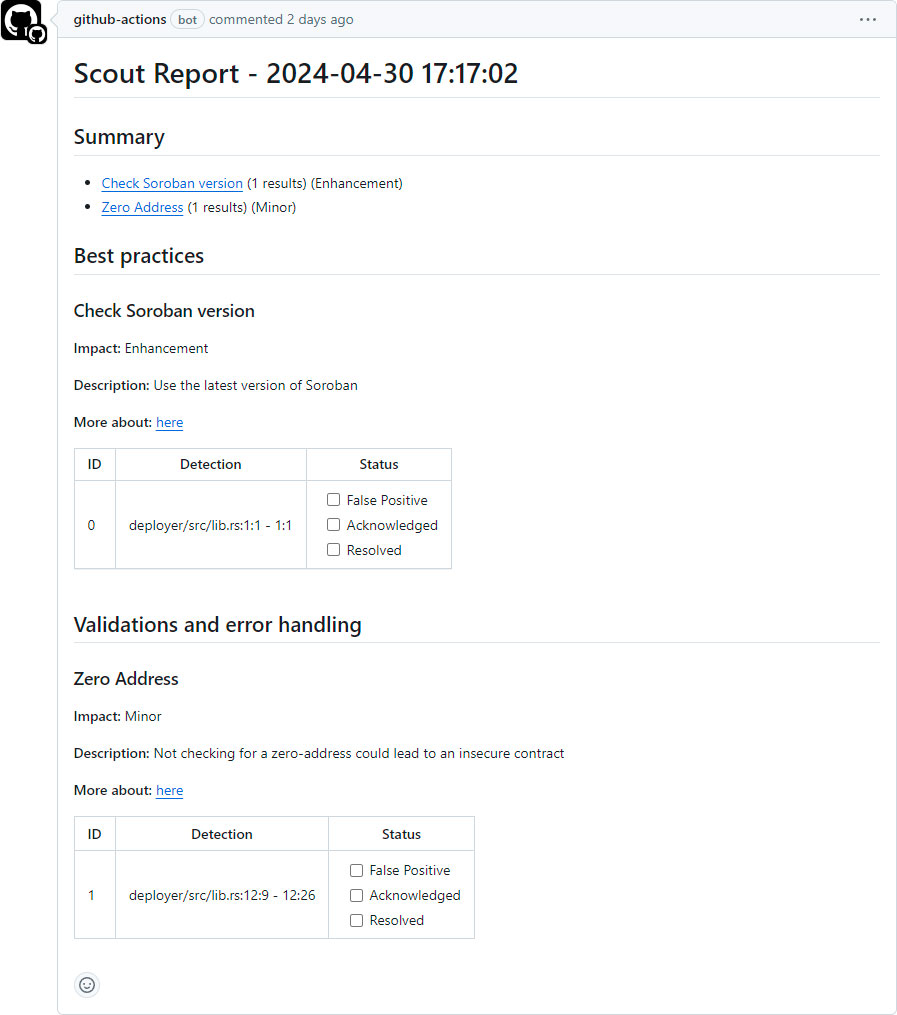 github-actions bot commented 2 days ago
Scout Report - 2024-04-30 17:17:02
Summary
Check Soroban version (1 results) (Enhancement)
Zero Address (1 results) (Minor)
Best practices
Check Soroban version
Impact: Enhancement
Description: Use the latest version of Soroban
More about: here
ID Detection Status
0 deployer/src/lib.rs:1:1 - 1:1
False Positive
Acknowledged
Resolved
Validations and error handling
Zero Address
Impact: Minor
Description: Not checking for a zero-address could lead to an insecure contract
More about: here
ID Detection Status
1 deployer/src/lib.rs:12:9 - 12:26
False Positive
Acknowledged
Resolved